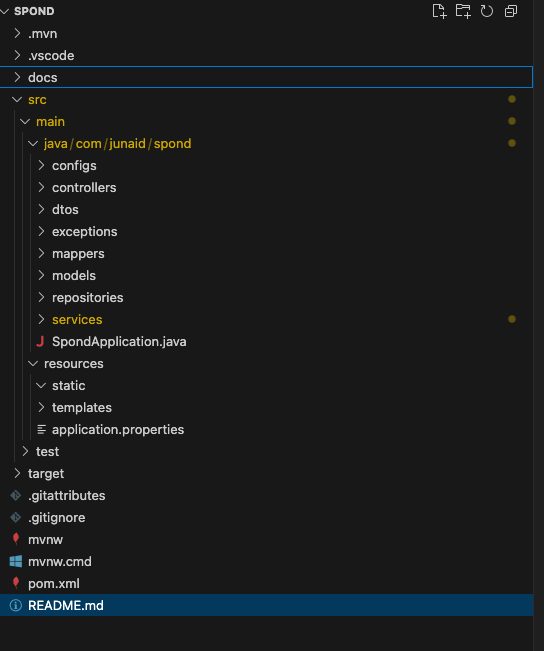 SPOND
.mvn
.vscode
docs
src
main
java/com/junaid/spond
configs
controllers
dtos
exceptions
mappers
models
repositories
services
SpondApplication.java
resources
static
templates
application.properties
test
target
.gitattributes
.gitignore
mvnw
mvnw.cmd
pom.xml
README.md